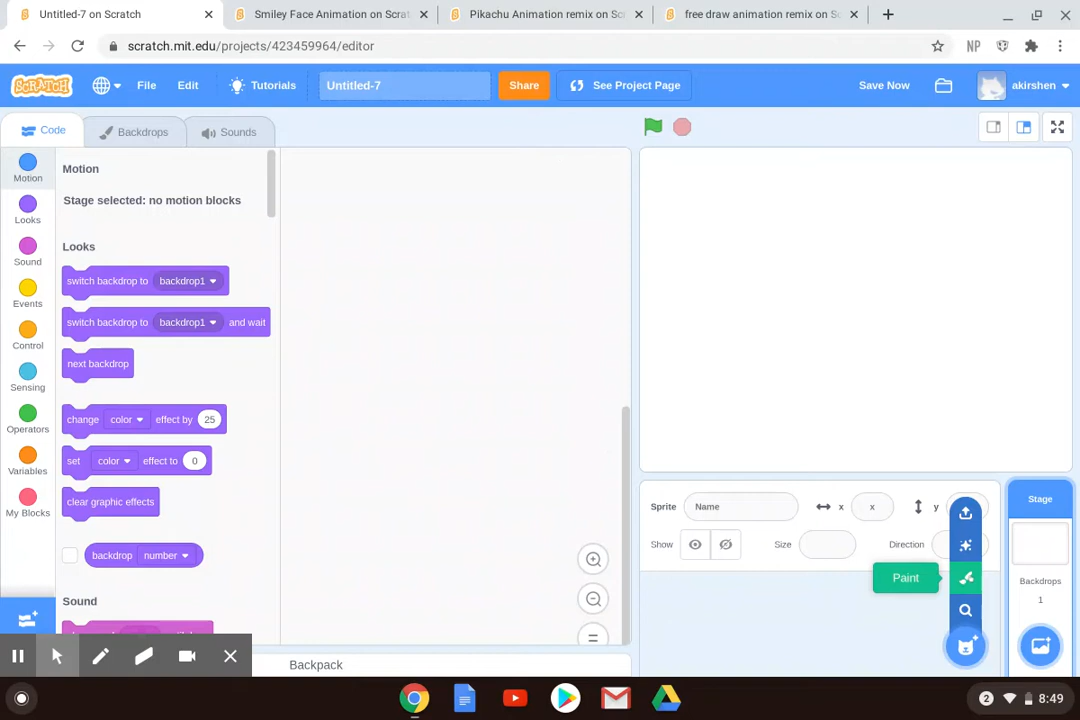 Untitled-7 on Scratch
Smiley Face Animation on Scrat
Pikachu Animation remix on Sc
free draw animation remix on S
scratch.mit.edu/projects/423459964/editor
NP
SCRATCH
File
Edit
Tutorials
Untitled-7
Share
See Project Page
Save Now
akirshen
Code
Backdrops
Sounds
Motion
Looks
Sound
Events
Control
Sensing
Operators
Variables
My Blocks
Motion
Stage selected: no motion blocks
Looks
switch backdrop to backdrop1
switch backdrop to backdrop1 and wait
next backdrop
change color effect by 25
set color effect to 0
clear graphic effects
backdrop number
Sound
Sprite Name x x y
Show Size Direction
Paint
Stage
Backdrops
1
Backpack
2 8:49